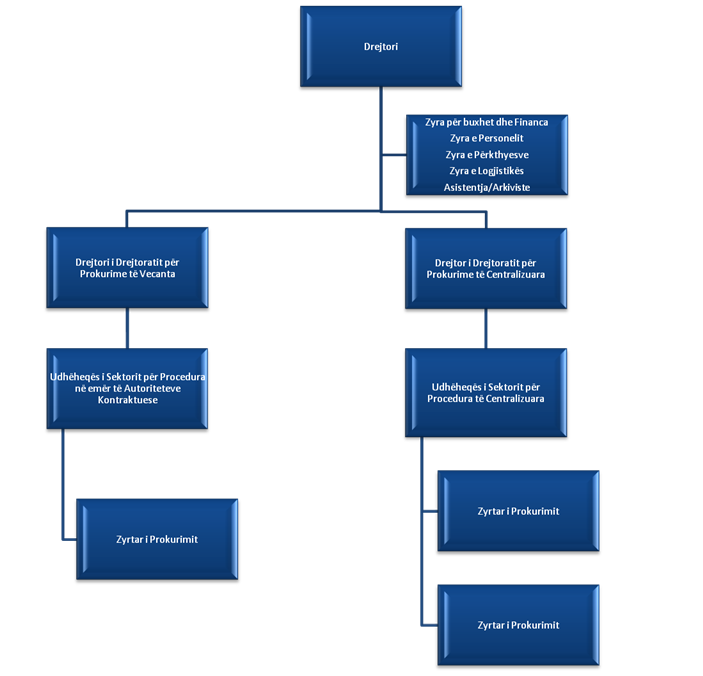 Drejtori
Zyra për buxhet dhe Financa
Zyra e Personelit
Zyra e Përkthyesve
Zyra e Logjistikës
Asistentja/Arkiviste
Drejtori i Drejtoratit për
Prokurime të Vecanta
Drejtor i Drejtoratit për
Prokurime të Centralizuara
Udhëheqës i Sektorit për Procedura
në emër të Autoriteteve
Kontraktuese
Udhëheqës i Sektorit për
Procedura të Centralizuara
Zyrtar i Prokurimit
Zyrtar i Prokurimit
Zyrtar i Prokurimit